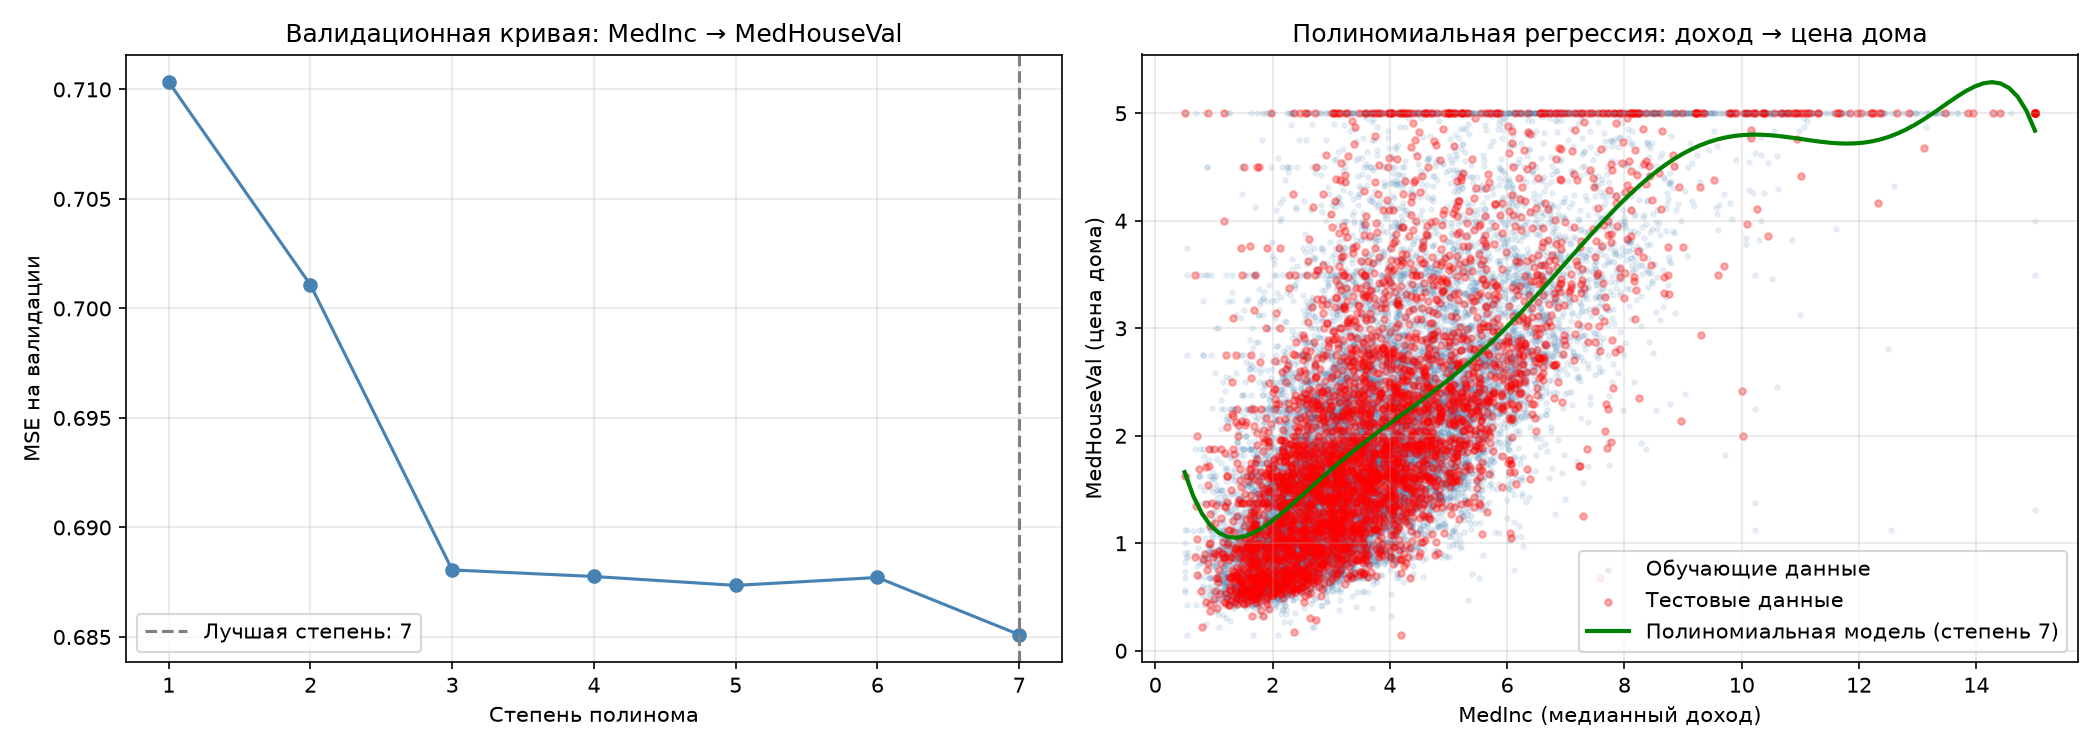 Валидационная кривая: MedInc → MedHouseVal
MSE на валидации
0.710
0.705
0.700
0.695
0.690
0.685
Лучшая степень: 7
1 2 3 4 5 6 7
Степень полинома
Полиномиальная регрессия: доход → цена дома
MedHouseVal (цена дома)
5
4
3
2
1
0
Обучающие данные
Тестовые данные
Полиномиальная модель (степень 7)
0 2 4 6 8 10 12 14
MedInc (медианный доход)